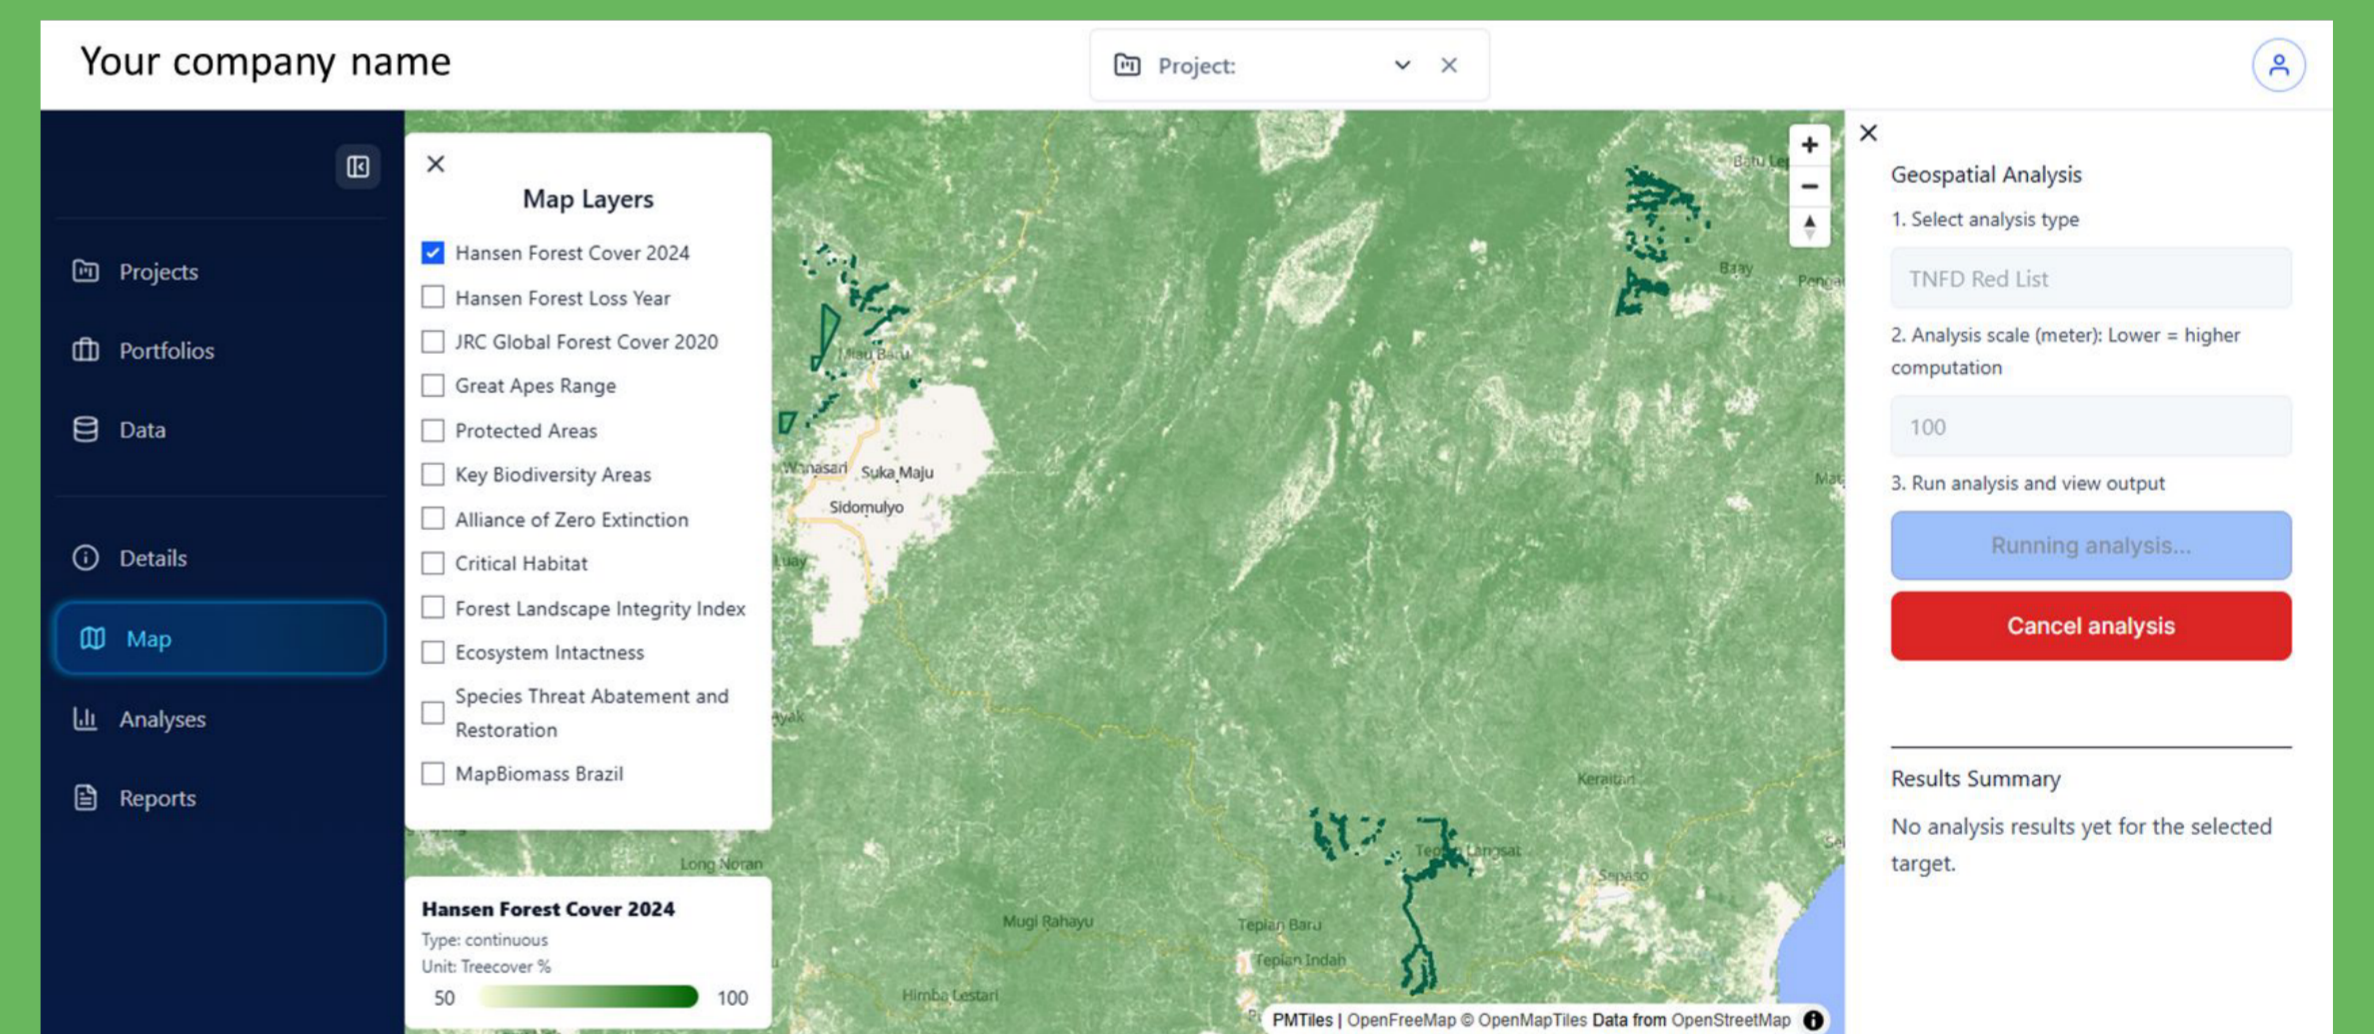 Your company name
Project:
Projects
Portfolios
Data
Details
Map
Analyses
Reports
Map Layers
Hansen Forest Cover 2024
Hansen Forest Loss Year
JRC Global Forest Cover 2020
Great Apes Range
Protected Areas
Key Biodiversity Areas
Alliance of Zero Extinction
Critical Habitat
Forest Landscape Integrity Index
Ecosystem Intactness
Species Threat Abatement and
Restoration
MapBiomass Brazil
Hansen Forest Cover 2024
Type: continuous
Unit: Treecover %
50 100
Miau Baru
Wanasari
Suka Maju
Sidomulyo
Long Noran
Mugi Rahayu
Himba Lestari
Teplan Baru
Teplan Indah
Keraitan
Sepaso
Baay
PMTiles | OpenFreeMap © OpenMapTiles Data from OpenStreetMap
Geospatial Analysis
1. Select analysis type
TNFD Red List
2. Analysis scale (meter): Lower = higher
computation
100
3. Run analysis and view output
Running analysis...
Cancel analysis
Results Summary
No analysis results yet for the selected
target.